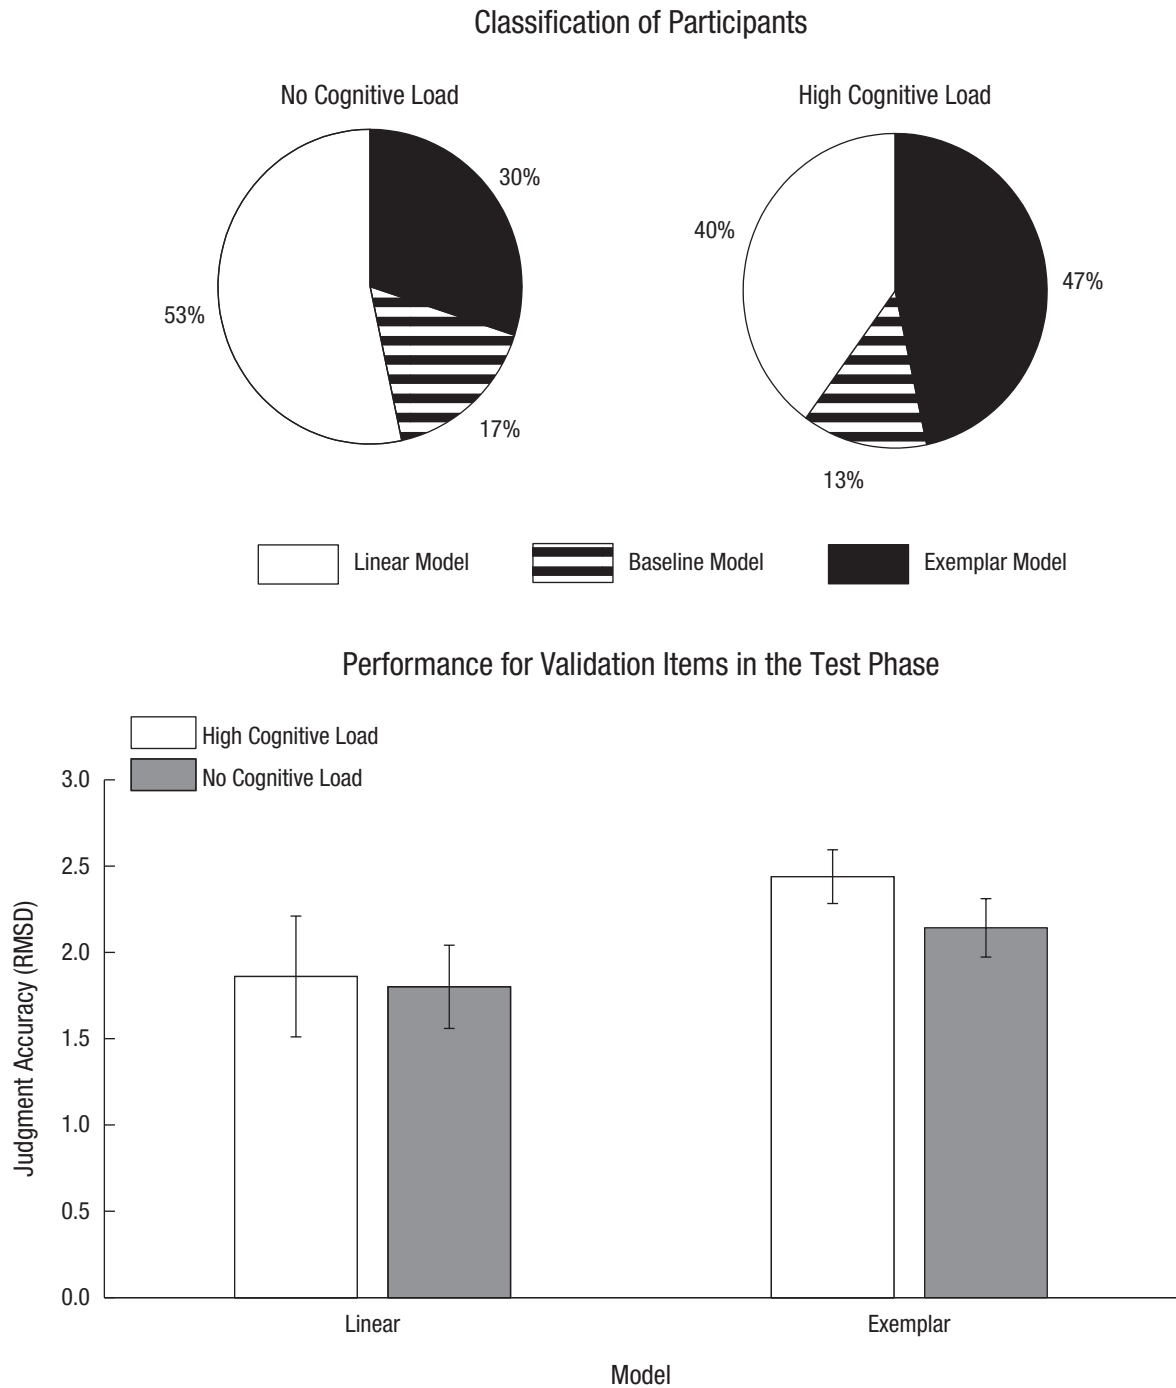 Classification of Participants
No Cognitive Load
High Cognitive Load
30%
53%
17%
40%
47%
13%
Linear Model
Baseline Model
Exemplar Model
Performance for Validation Items in the Test Phase
High Cognitive Load
No Cognitive Load
Judgment Accuracy (RMSD)
3.0
2.5
2.0
1.5
1.0
0.5
0.0
Linear
Exemplar
Model